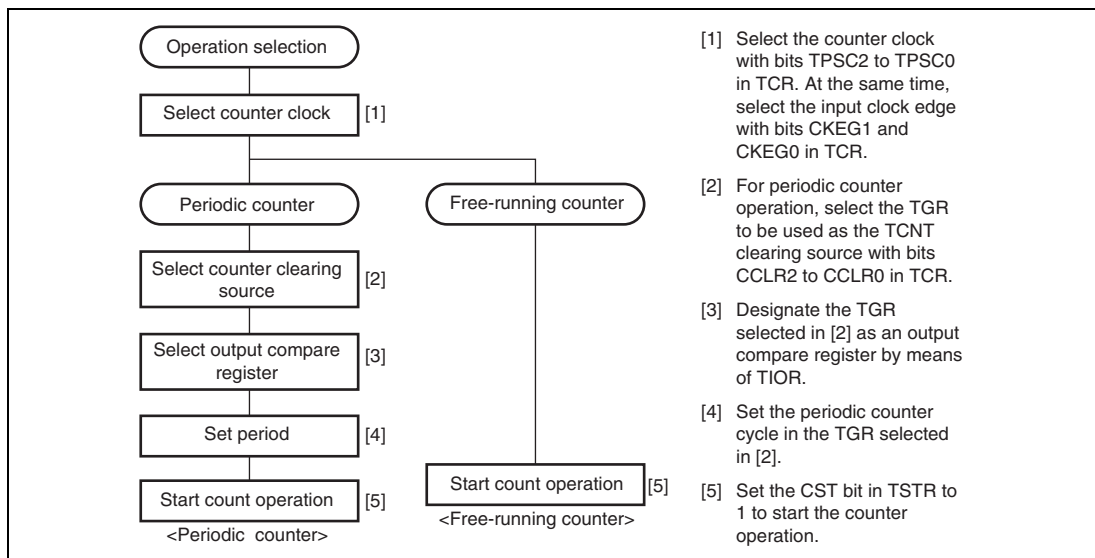 Operation selection
Select counter clock
[1]
Periodic counter
Free-running counter
Select counter clearing
source
[2]
Select output compare
register
[3]
Set period
[4]
Start count operation
[5]
<Periodic counter>
Start count operation
[5]
<Free-running counter>
[1] Select the counter clock
with bits TPSC2 to TPSC0
in TCR. At the same time,
select the input clock edge
with bits CKEG1 and
CKEG0 in TCR.
[2] For periodic counter
operation, select the TGR
to be used as the TCNT
clearing source with bits
CCLR2 to CCLR0 in TCR.
[3] Designate the TGR
selected in [2] as an output
compare register by means
of TIOR.
[4] Set the periodic counter
cycle in the TGR selected
in [2].
[5] Set the CST bit in TSTR to
1 to start the counter
operation.